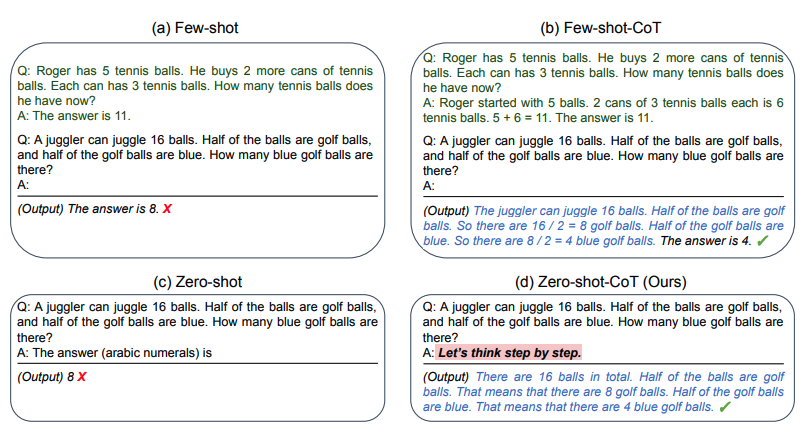 (a) Few-shot
Q: Roger has 5 tennis balls. He buys 2 more cans of tennis
balls. Each can has 3 tennis balls. How many tennis balls does
he have now?
A: The answer is 11.
Q: A juggler can juggle 16 balls. Half of the balls are golf balls,
and half of the golf balls are blue. How many blue golf balls are
there?
A:
(Output) The answer is 8. X
(b) Few-shot-CoT
Q: Roger has 5 tennis balls. He buys 2 more cans of tennis
balls. Each can has 3 tennis balls. How many tennis balls does
he have now?
A: Roger started with 5 balls. 2 cans of 3 tennis balls each is 6
tennis balls. 5 + 6 = 11. The answer is 11.
Q: A juggler can juggle 16 balls. Half of the balls are golf balls,
and half of the golf balls are blue. How many blue golf balls are
there?
A:
(Output) The juggler can juggle 16 balls. Half of the balls are golf
balls. So there are 16 / 2 = 8 golf balls. Half of the golf balls are
blue. So there are 8 / 2 = 4 blue golf balls. The answer is 4. ✓
(c) Zero-shot
Q: A juggler can juggle 16 balls. Half of the balls are golf balls,
and half of the golf balls are blue. How many blue golf balls are
there?
A: The answer (arabic numerals) is
(Output) 8 X
(d) Zero-shot-CoT (Ours)
Q: A juggler can juggle 16 balls. Half of the balls are golf balls,
and half of the golf balls are blue. How many blue golf balls are
there?
A: Let's think step by step.
(Output) There are 16 balls in total. Half of the balls are golf
balls. That means that there are 8 golf balls. Half of the golf balls
are blue. That means that there are 4 blue golf balls. ✓